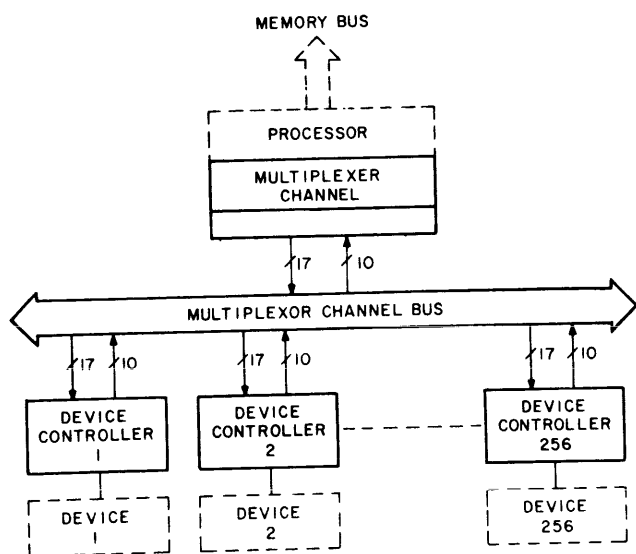 MEMORY BUS
PROCESSOR
MULTIPLEXER
CHANNEL
17
10
MULTIPLEXOR CHANNEL BUS
17
10
17
10
17
10
DEVICE
CONTROLLER
1
DEVICE
CONTROLLER
2
DEVICE
CONTROLLER
256
DEVICE
1
DEVICE
2
DEVICE
256